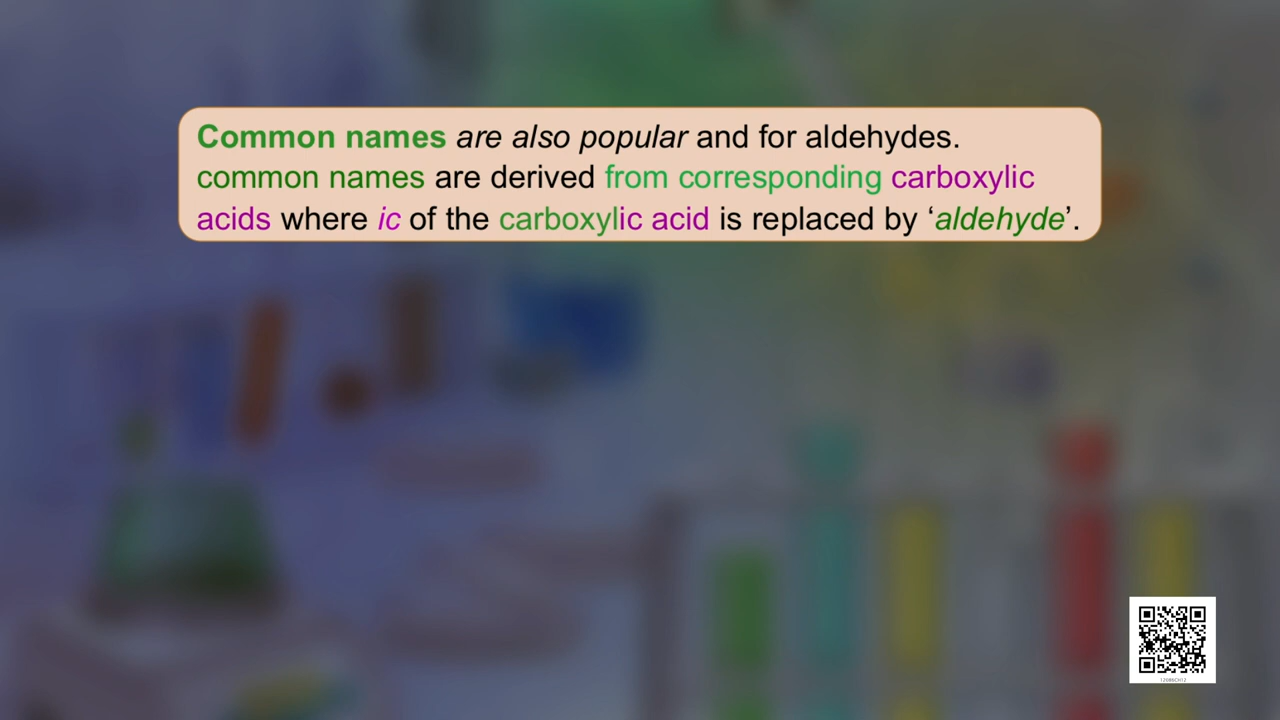 Common names are also popular and for aldehydes.
common names are derived from corresponding carboxylic
acids where ic of the carboxylic acid is replaced by ‘aldehyde’.